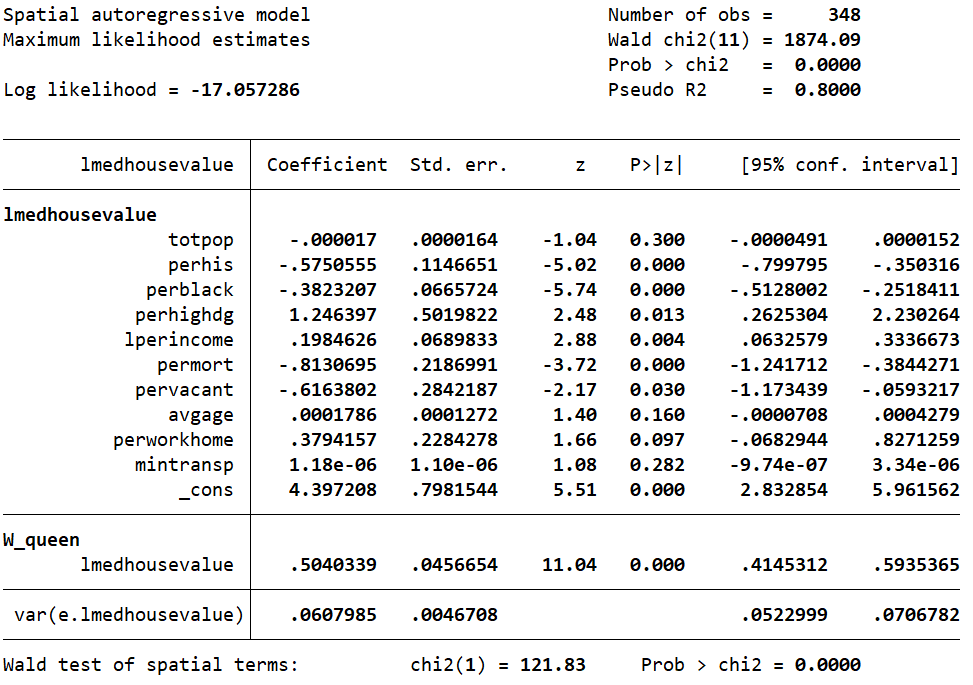 Spatial autoregressive model Number of obs = 348
Maximum likelihood estimates Wald chi2(11) = 1874.09
Prob > chi2 = 0.0000
Log likelihood = -17.057286 Pseudo R2 = 0.8000
lmedhousevalue Coefficient Std. err. z P>|z| [95% conf. interval]
lmedhousevalue
totpop -.000017 .0000164 -1.04 0.300 -.0000491 .0000152
perhis -.5750555 .1146651 -5.02 0.000 -.799795 -.350316
perblack -.3823207 .0665724 -5.74 0.000 -.5128002 -.2518411
perhighdg 1.246397 .5019822 2.48 0.013 .2625304 2.230264
lperincome .1984626 .0689833 2.88 0.004 .0632579 .3336673
permort -.8130695 .2186991 -3.72 0.000 -1.241712 -.3844271
pervacant -.6163802 .2842187 -2.17 0.030 -1.173439 -.0593217
avgage .0001786 .0001272 1.40 0.160 -.0000708 .0004279
perworkhome .3794157 .2284278 1.66 0.097 -.0682944 .8271259
mintransp 1.18e-06 1.10e-06 1.08 0.282 -9.74e-07 3.34e-06
_cons 4.397208 .7981544 5.51 0.000 2.832854 5.961562
W_queen
lmedhousevalue .5040339 .0456654 11.04 0.000 .4145312 .5935365
var(e.lmedhousevalue) .0607985 .0046708 .0522999 .0706782
Wald test of spatial terms: chi2(1) = 121.83 Prob > chi2 = 0.0000